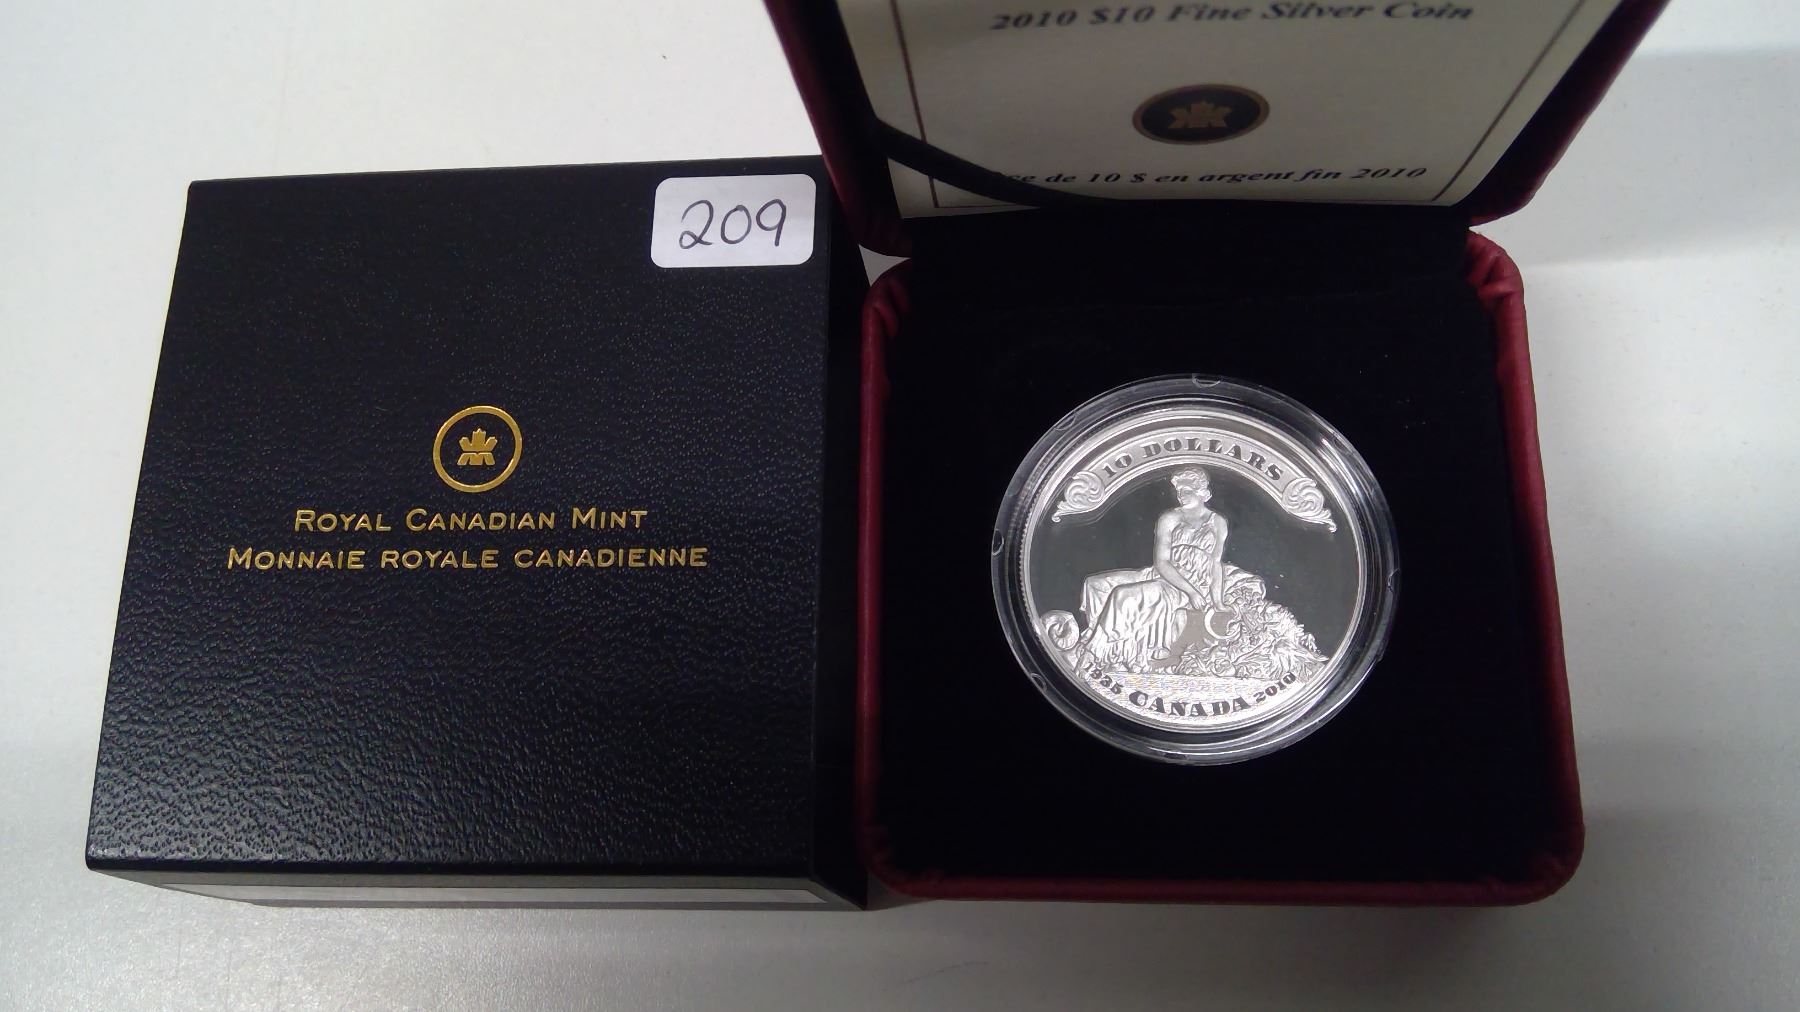 209
ROYAL CANADIAN MINT
MONNAIE ROYALE CANADIENNE
2010 $10 Fine Silver Coin
de 10 $ en argent fin 2010
10 DOLLARS
CANADA 2010